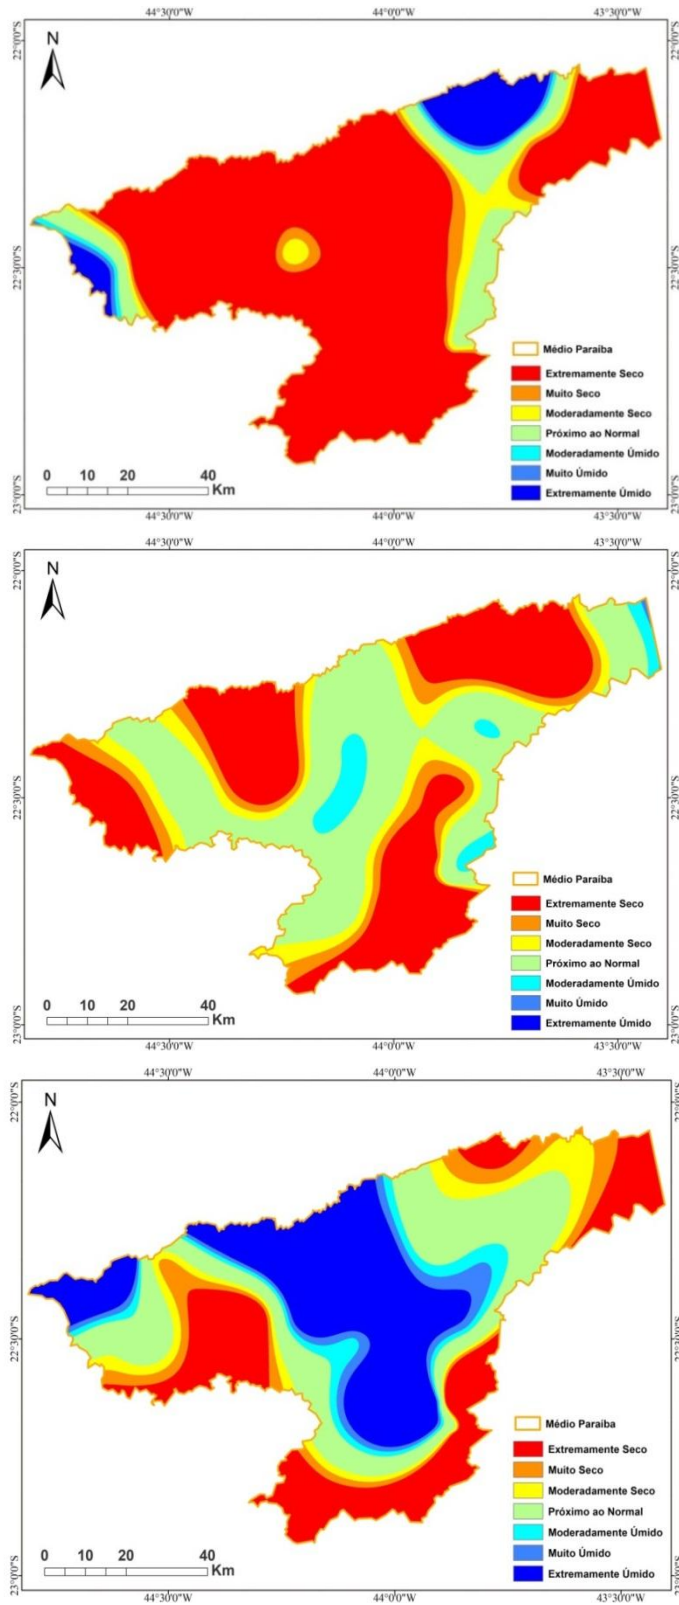 44°30'0"W 44°0'0"W 43°30'0"W
22°0'0"S 22°0'0"S
N
22°30'0"S 22°30'0"S
Médio Paraíba
Extremamente Seco
Muito Seco
Moderadamente Seco
Próximo ao Normal
Moderadamente Úmido
Muito Úmido
Extremamente Úmido
0 10 20 40
Km
23°0'0"S 23°0'0"S
44°30'0"W 44°0'0"W 43°30'0"W
44°30'0"W 44°0'0"W 43°30'0"W
22°0'0"S 22°0'0"S
N
22°30'0"S 22°30'0"S
Médio Paraíba
Extremamente Seco
Muito Seco
Moderadamente Seco
Próximo ao Normal
Moderadamente Úmido
Muito Úmido
Extremamente Úmido
0 10 20 40
Km
23°0'0"S 23°0'0"S
44°30'0"W 44°0'0"W 43°30'0"W
44°30'0"W 44°0'0"W 43°30'0"W
22°0'0"S 22°0'0"S
N
22°30'0"S 22°30'0"S
Médio Paraíba
Extremamente Seco
Muito Seco
Moderadamente Seco
Próximo ao Normal
Moderadamente Úmido
Muito Úmido
Extremamente Úmido
0 10 20 40
Km
23°0'0"S 23°0'0"S
44°30'0"W 44°0'0"W 43°30'0"W